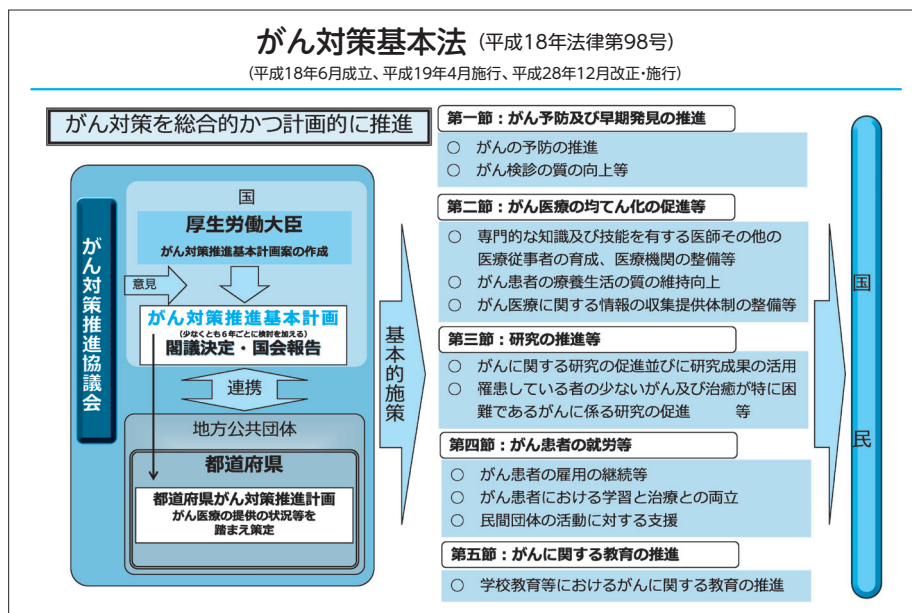 がん対策基本法 (平成18年法律第98号)
(平成18年6月成立、平成19年4月施行、平成28年12月改正・施行)
がん対策を総合的かつ計画的に推進
がん対策推進協議会
国
厚生労働大臣
がん対策推進基本計画案の作成
意見
がん対策推進基本計画
(少なくとも6年ごとに検討を加える)
閣議決定・国会報告
連携
地方公共団体
都道府県
都道府県がん対策推進計画
がん医療の提供の状況等を
踏まえ策定
基本的施策
第一節：がん予防及び早期発見の推進
○ がんの予防の推進
○ がん検診の質の向上等
第二節：がん医療の均てん化の促進等
○ 専門的な知識及び技能を有する医師その他の
医療従事者の育成、医療機関の整備等
○ がん患者の療養生活の質の維持向上
○ がん医療に関する情報の収集提供体制の整備等
第三節：研究の推進等
○ がんに関する研究の促進並びに研究成果の活用
○ 罹患している者の少ないがん及び治癒が特に困
難であるがんに係る研究の促進 等
第四節：がん患者の就労等
○ がん患者の雇用の継続等
○ がん患者における学習と治療との両立
○ 民間団体の活動に対する支援
第五節：がんに関する教育の推進
○ 学校教育等におけるがんに関する教育の推進
国民